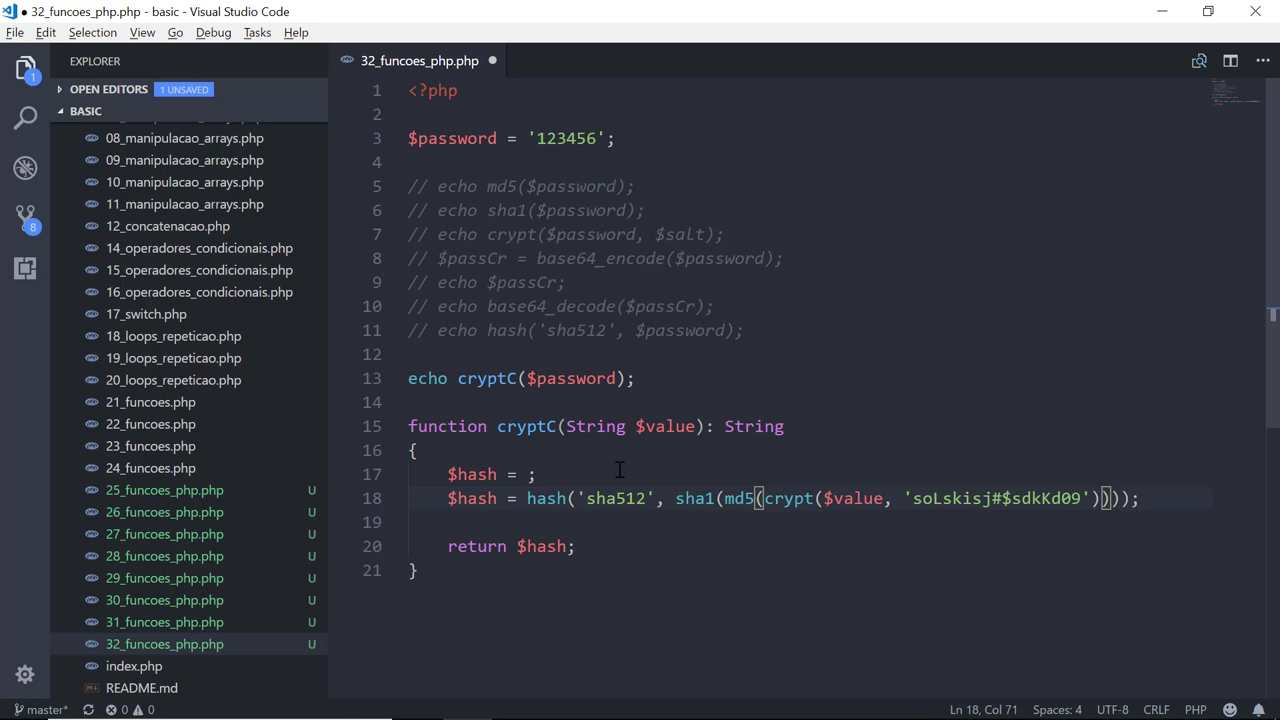 32_funcoes_php.php - basic - Visual Studio Code
File Edit Selection View Go Debug Tasks Help
EXPLORER
1
OPEN EDITORS 1 UNSAVED
BASIC
08_manipulacao_arrays.php
09_manipulacao_arrays.php
10_manipulacao_arrays.php
11_manipulacao_arrays.php
12_concatenacao.php
8
14_operadores_condicionais.php
15_operadores_condicionais.php
16_operadores_condicionais.php
17_switch.php
18_loops_repeticao.php
19_loops_repeticao.php
20_loops_repeticao.php
21_funcoes.php
22_funcoes.php
23_funcoes.php
24_funcoes.php
25_funcoes_php.php U
26_funcoes_php.php U
27_funcoes_php.php U
28_funcoes_php.php U
29_funcoes_php.php U
30_funcoes_php.php U
31_funcoes_php.php U
32_funcoes_php.php U
index.php
README.md
32_funcoes_php.php
1 <?php
2
3 $password = '123456';
4
5 // echo md5($password);
6 // echo sha1($password);
7 // echo crypt($password, $salt);
8 // $passCr = base64_encode($password);
9 // echo $passCr;
10 // echo base64_decode($passCr);
11 // echo hash('sha512', $password);
12
13 echo cryptC($password);
14
15 function cryptC(String $value): String
16 {
17 $hash = ;
18 $hash = hash('sha512', sha1(md5(crypt($value, 'soLskisj#$sdkKd09'))));
19
20 return $hash;
21 }
master* 0 0 Ln 18, Col 71 Spaces: 4 UTF-8 CRLF PHP